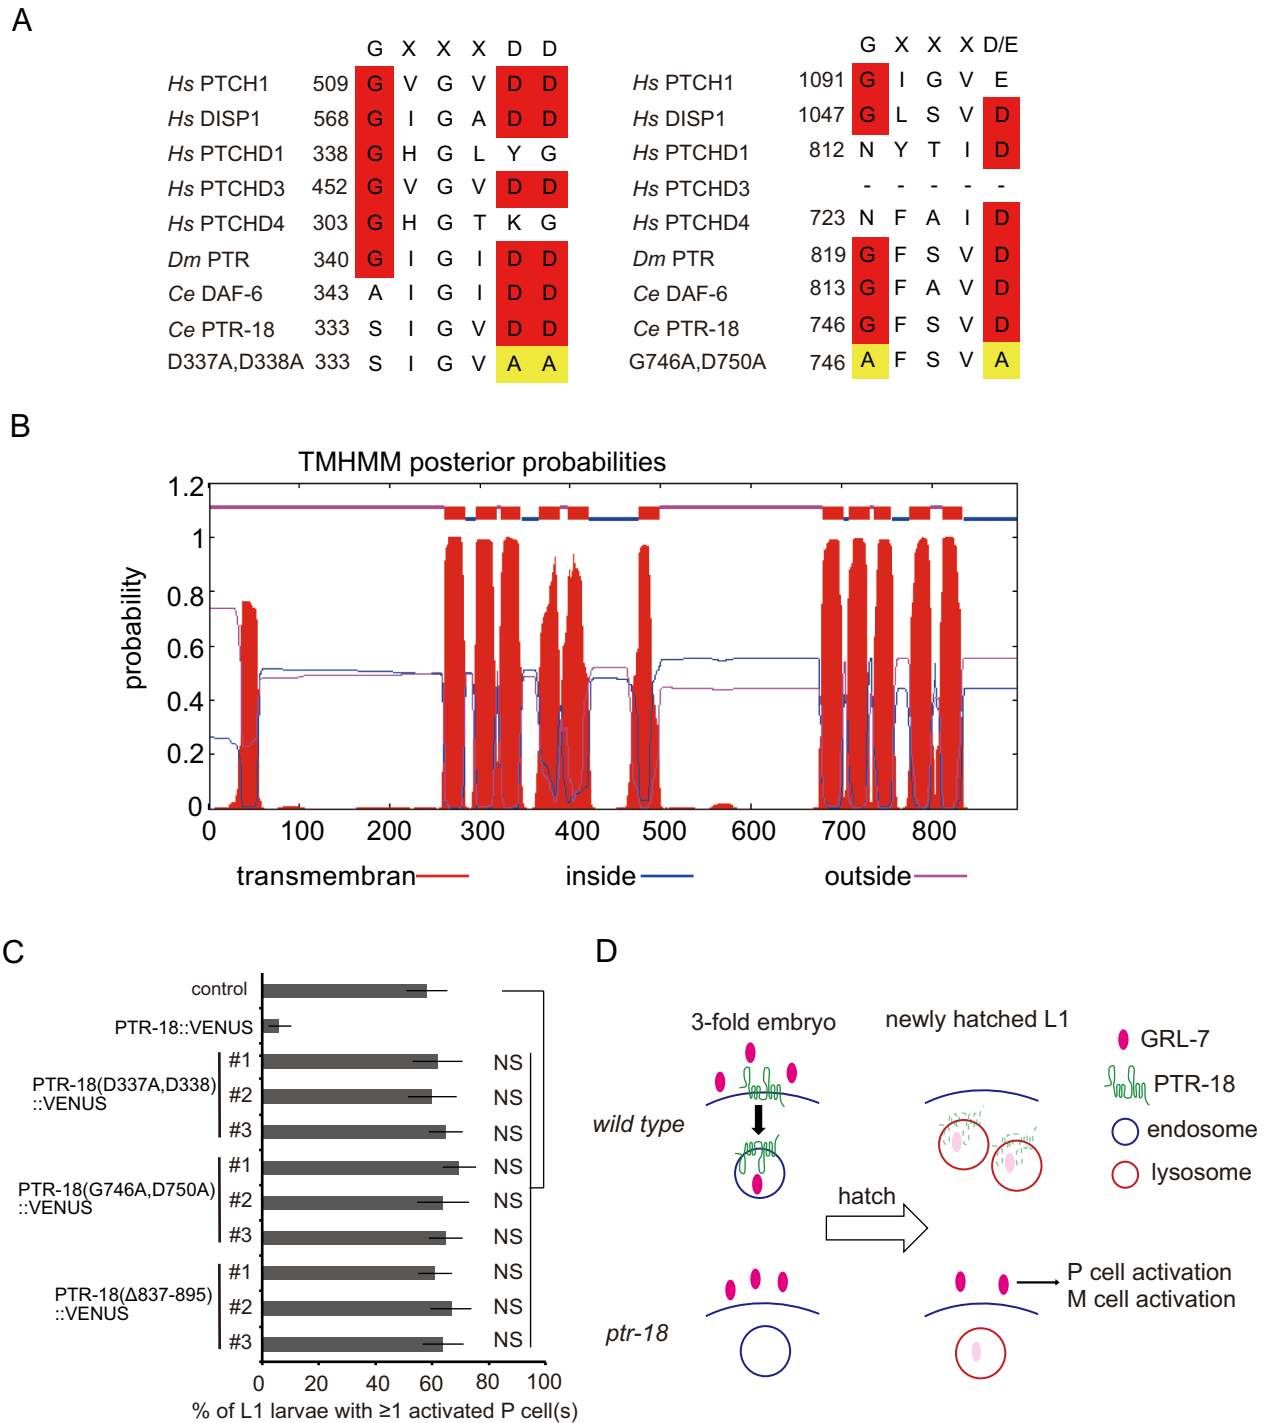 A
G X X X D D
Hs PTCH1 509 G V G V D D
Hs DISP1 568 G I G A D D
Hs PTCHD1 338 G H G L Y G
Hs PTCHD3 452 G V G V D D
Hs PTCHD4 303 G H G T K G
Dm PTR 340 G I G I D D
Ce DAF-6 343 A I G I D D
Ce PTR-18 333 S I G V D D
D337A,D338A 333 S I G V A A
G X X X D/E
Hs PTCH1 1091 G I G V E
Hs DISP1 1047 G L S V D
Hs PTCHD1 812 N Y T I D
Hs PTCHD3 - - - - -
Hs PTCHD4 723 N F A I D
Dm PTR 819 G F S V D
Ce DAF-6 813 G F A V D
Ce PTR-18 746 G F S V D
G746A,D750A 746 A F S V A
B
TMHMM posterior probabilities
probability
1.2
1
0.8
0.6
0.4
0.2
0
0 100 200 300 400 500 600 700 800
transmembran inside outside
C
control
PTR-18::VENUS
PTR-18(D337A,D338)
::VENUS
#1 NS
#2 NS
#3 NS
PTR-18(G746A,D750A)
::VENUS
#1 NS
#2 NS
#3 NS
PTR-18(Δ837-895)
::VENUS
#1 NS
#2 NS
#3 NS
0 20 40 60 80 100
% of L1 larvae with ≥1 activated P cell(s)
D
3-fold embryo
newly hatched L1
wild type
hatch
ptr-18
P cell activation
M cell activation
GRL-7
PTR-18
endosome
lysosome